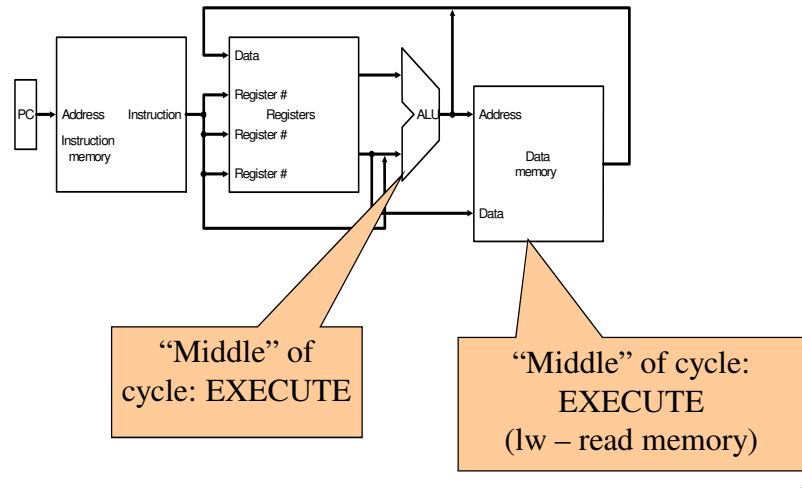 PC
Address
Instruction
Instruction
memory
Data
Register #
Registers
Register #
Register #
ALU
Address
Data
memory
Data
“Middle” of
cycle: EXECUTE
“Middle” of cycle:
EXECUTE
(lw – read memory)